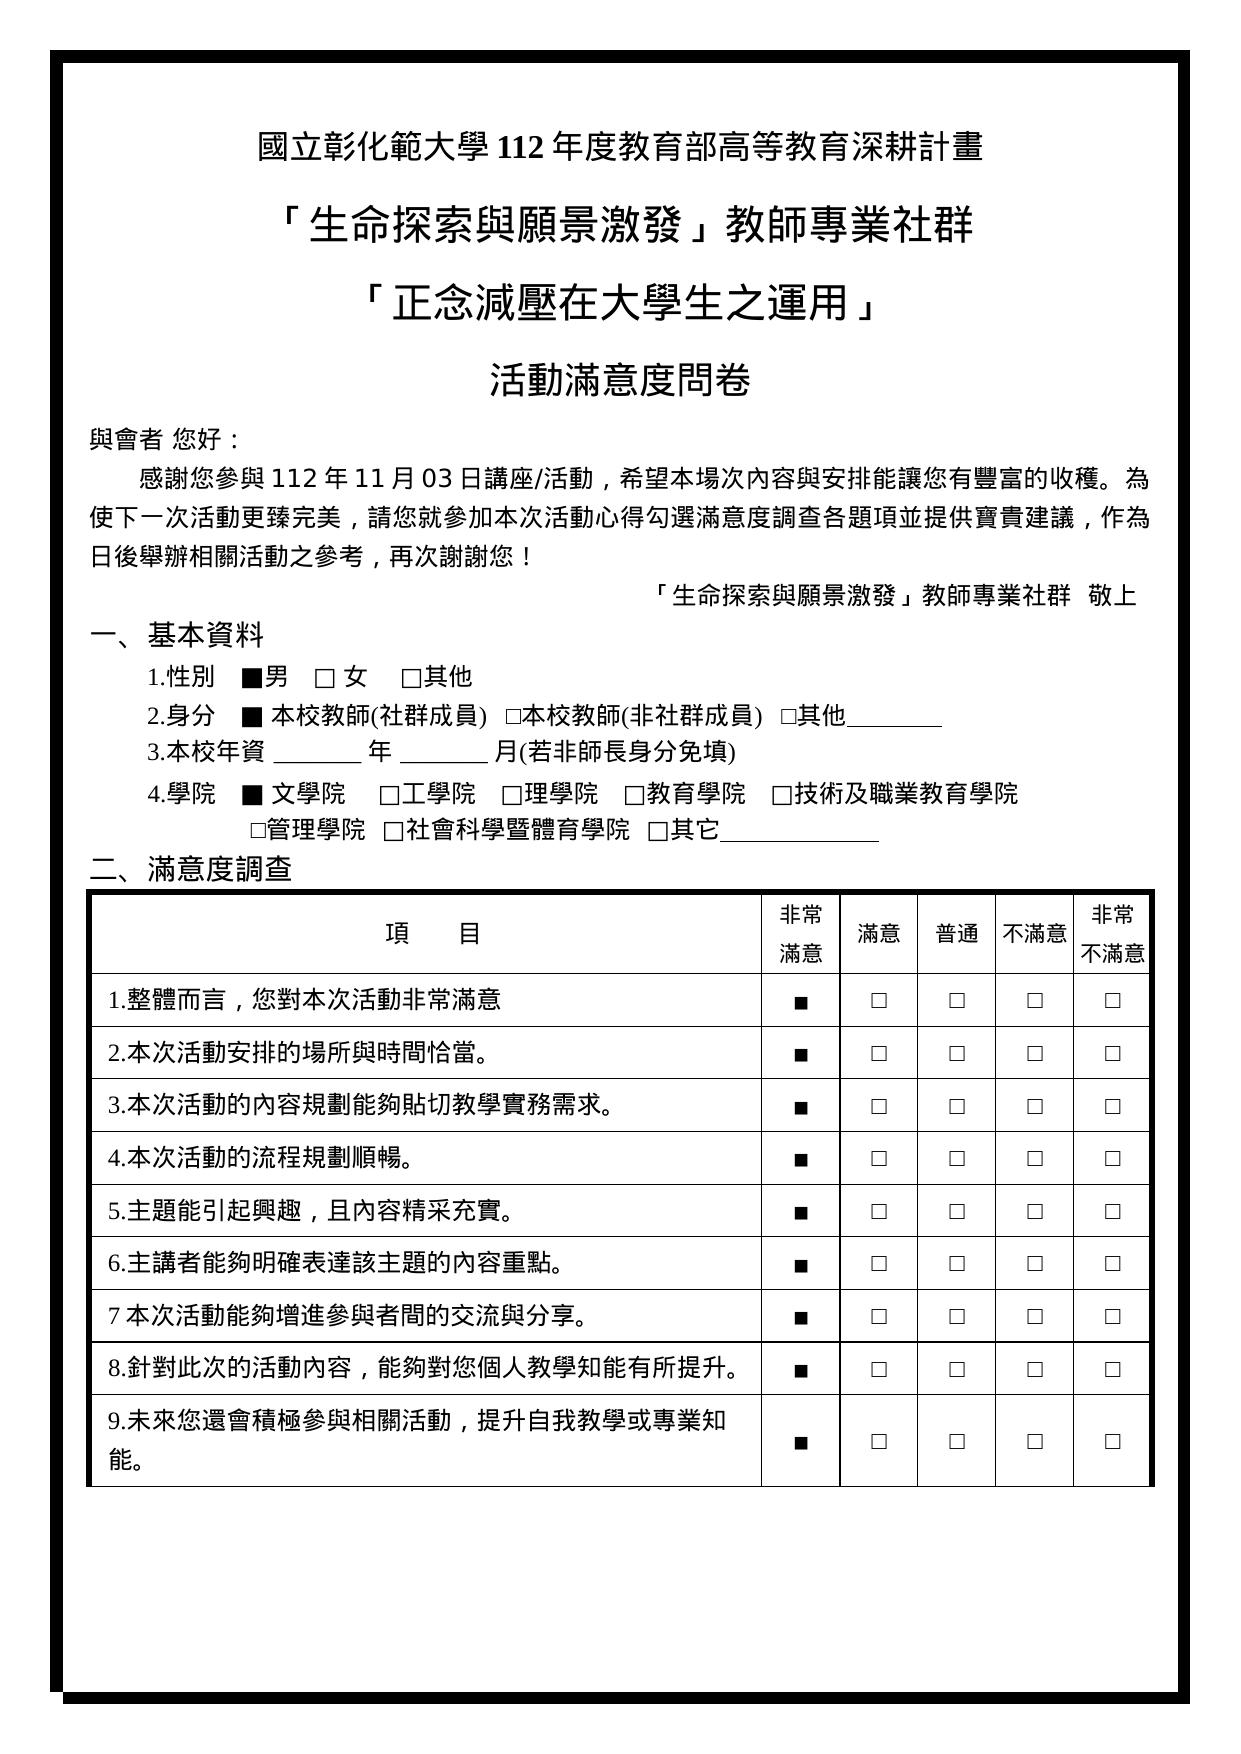 國立彰化範大學 112 年度教育部高等教育深耕計畫
「生命探索與願景激發」教師專業社群
「正念減壓在大學生之運用」
活動滿意度問卷
與會者 您好：
感謝您參與 112 年 11 月 03 日講座/活動，希望本場次內容與安排能讓您有豐富的收穫。為
使下一次活動更臻完美，請您就參加本次活動心得勾選滿意度調查各題項並提供寶貴建議，作為
日後舉辦相關活動之參考，再次謝謝您！
「生命探索與願景激發」教師專業社群 敬上
一、基本資料
1.性別 ■男 □ 女 □其他
2.身分 ■ 本校教師(社群成員) □本校教師(非社群成員) □其他________
3.本校年資 _______ 年 _______ 月(若非師長身分免填)
4.學院 ■ 文學院 □工學院 □理學院 □教育學院 □技術及職業教育學院
□管理學院 □社會科學暨體育學院 □其它_____________
二、滿意度調查
項 目 非常滿意 滿意 普通 不滿意 非常不滿意
1.整體而言，您對本次活動非常滿意 ■ □ □ □ □
2.本次活動安排的場所與時間恰當。 ■ □ □ □ □
3.本次活動的內容規劃能夠貼切教學實務需求。 ■ □ □ □ □
4.本次活動的流程規劃順暢。 ■ □ □ □ □
5.主題能引起興趣，且內容精采充實。 ■ □ □ □ □
6.主講者能夠明確表達該主題的內容重點。 ■ □ □ □ □
7 本次活動能夠增進參與者間的交流與分享。 ■ □ □ □ □
8.針對此次的活動內容，能夠對您個人教學知能有所提升。 ■ □ □ □ □
9.未來您還會積極參與相關活動，提升自我教學或專業知
能。 ■ □ □ □ □